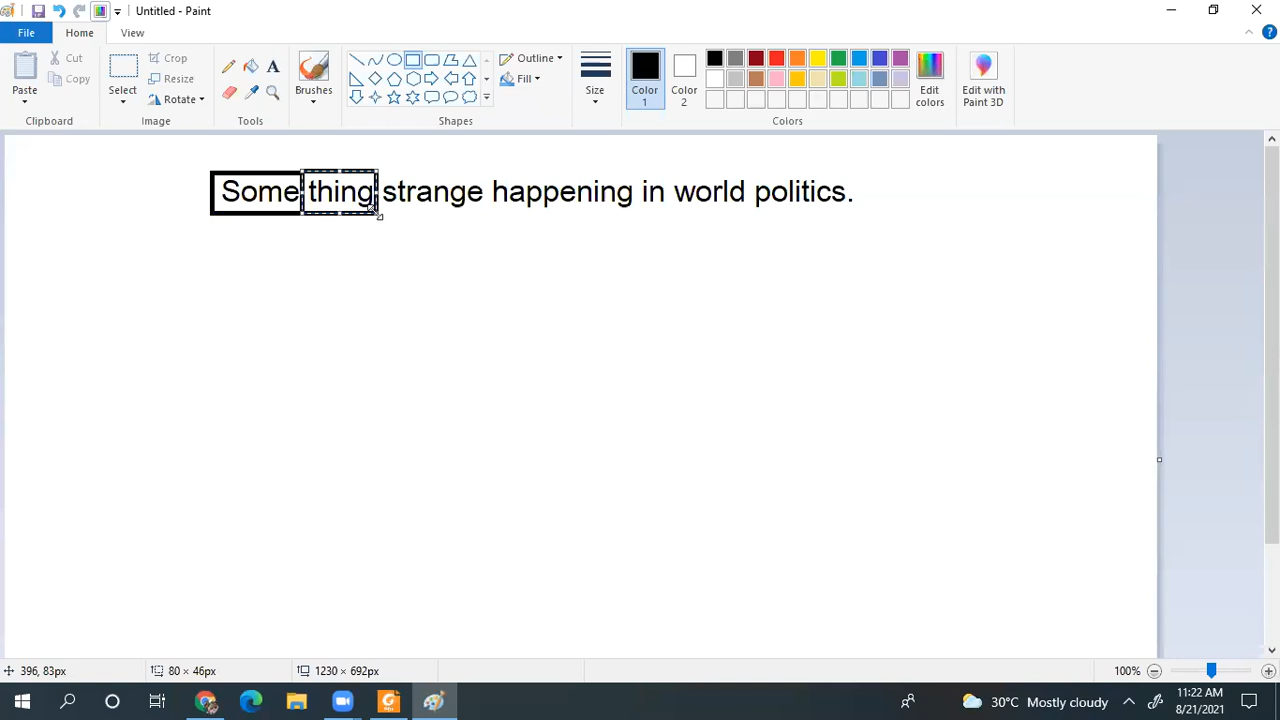 Untitled - Paint
File Home View
Paste
Cut
Copy
Clipboard
Select
Crop
Resize
Rotate
Image
Tools
Brushes
Outline
Fill
Shapes
Size
Color 1
Color 2
Edit colors
Colors
Edit with Paint 3D
Some thing strange happening in world politics.
396, 83px 80 × 46px 1230 × 692px 100%
30°C Mostly cloudy
11:22 AM
8/21/2021